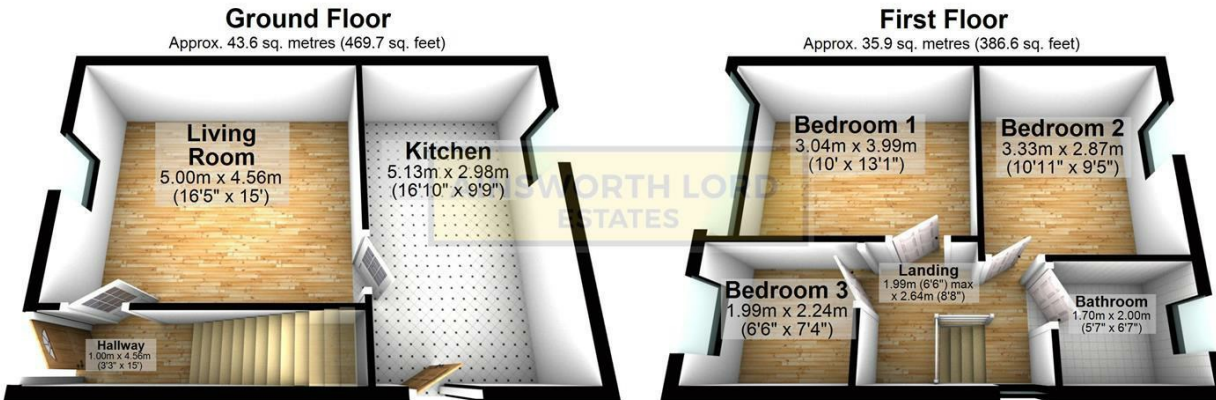 Ground Floor
Approx. 43.6 sq. metres (469.7 sq. feet)
Living
Room
5.00m x 4.56m
(16'5" x 15')
Kitchen
5.13m x 2.98m
(16'10" x 9'9")
Hallway
1.00m x 4.56m
(3'3" x 15')
First Floor
Approx. 35.9 sq. metres (386.6 sq. feet)
Bedroom 1
3.04m x 3.99m
(10' x 13'1")
Bedroom 2
3.33m x 2.87m
(10'11" x 9'5")
Bedroom 3
1.99m x 2.24m
(6'6" x 7'4")
Landing
1.99m (6'6") max
x 2.64m (8'8")
Bathroom
1.70m x 2.00m
(5'7" x 6'7")
LORD
ESTATES